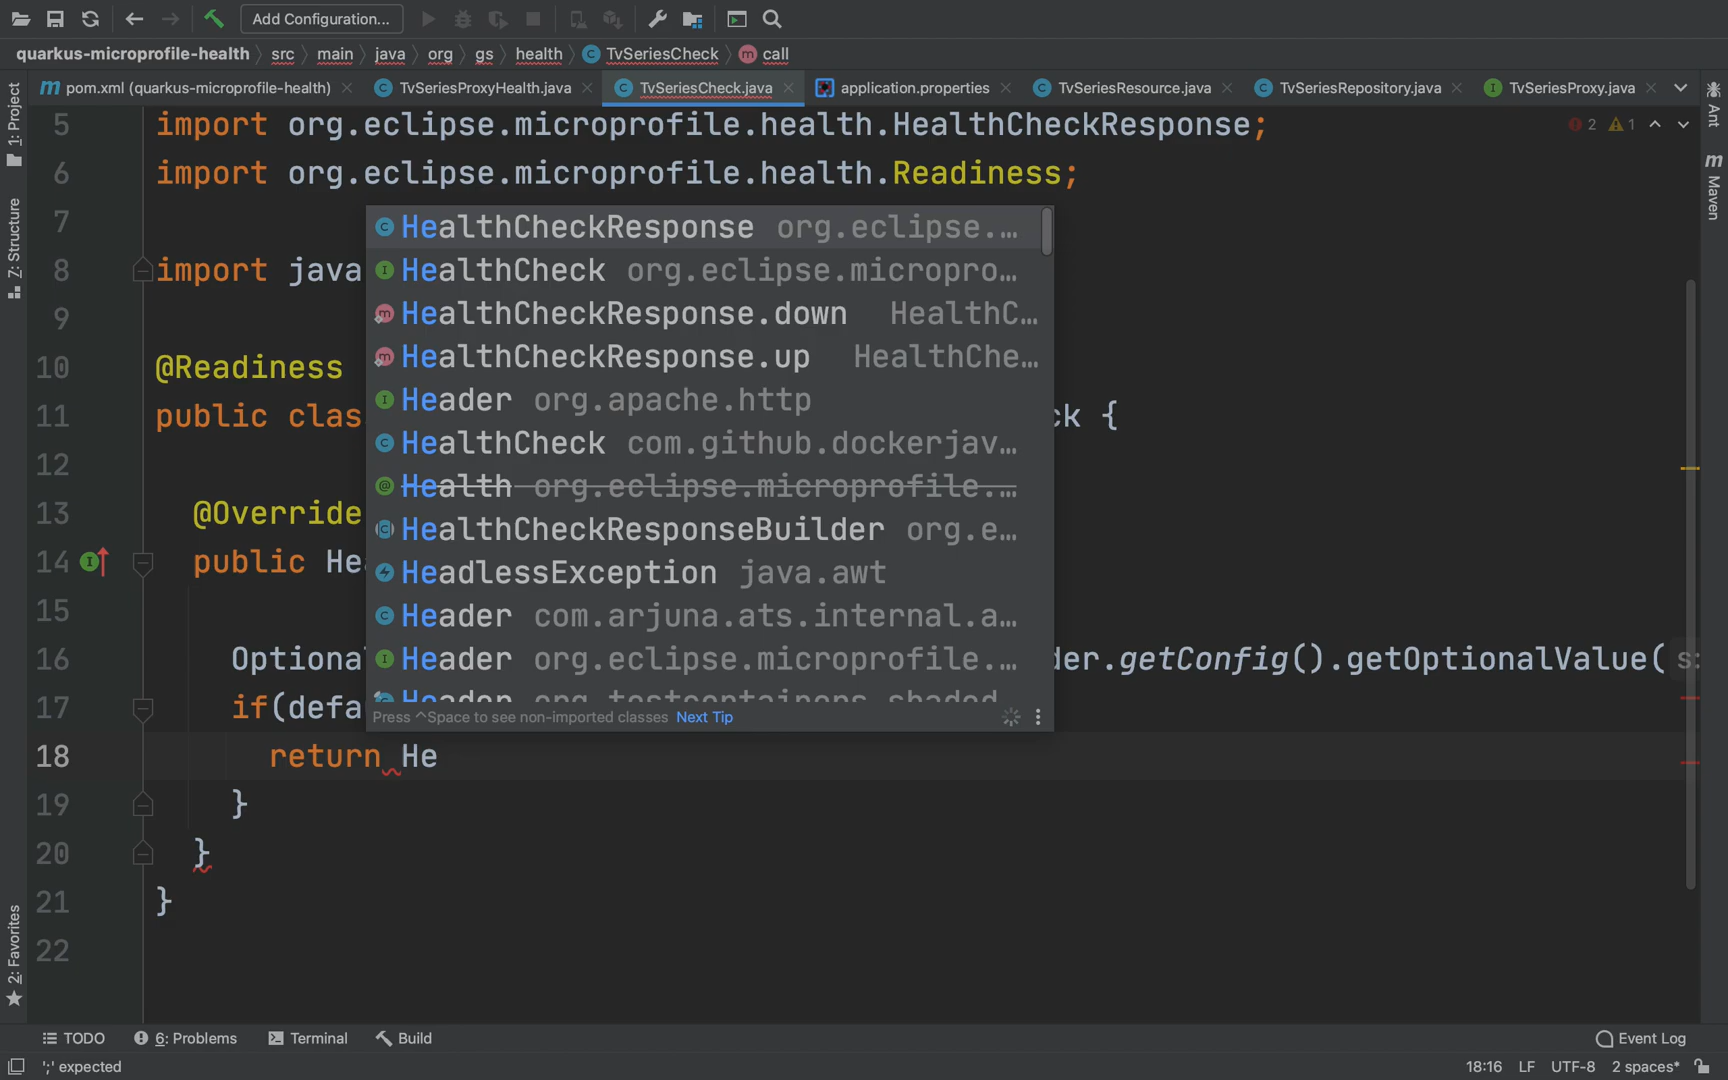 Add Configuration...
quarkus-microprofile-health src main java org gs health TvSeriesCheck call
pom.xml (quarkus-microprofile-health) TvSeriesProxyHealth.java TvSeriesCheck.java application.properties TvSeriesResource.java TvSeriesRepository.java TvSeriesProxy.java
1: Project
7: Structure
2: Favorites
Ant
Maven
2 1
5 import org.eclipse.microprofile.health.HealthCheckResponse;
6 import org.eclipse.microprofile.health.Readiness;
7
8 import java
9
10 @Readiness
11 public clas ck {
12
13 @Override
14 public Hea
15
16 Optional der.getConfig().getOptionalValue( s:
17 if(defa
18 return He
19 }
20 }
21 }
22
HealthCheckResponse org.eclipse.…
HealthCheck org.eclipse.micropro…
HealthCheckResponse.down HealthC…
HealthCheckResponse.up HealthChe…
Header org.apache.http
HealthCheck com.github.dockerjav…
Health org.eclipse.microprofile.…
HealthCheckResponseBuilder org.e…
HeadlessException java.awt
Header com.arjuna.ats.internal.a…
Header org.eclipse.microprofile.…
Header org.testcontainers.shaded
Press ^Space to see non-imported classes Next Tip
TODO 6: Problems Terminal Build Event Log
';' expected 18:16 LF UTF-8 2 spaces*